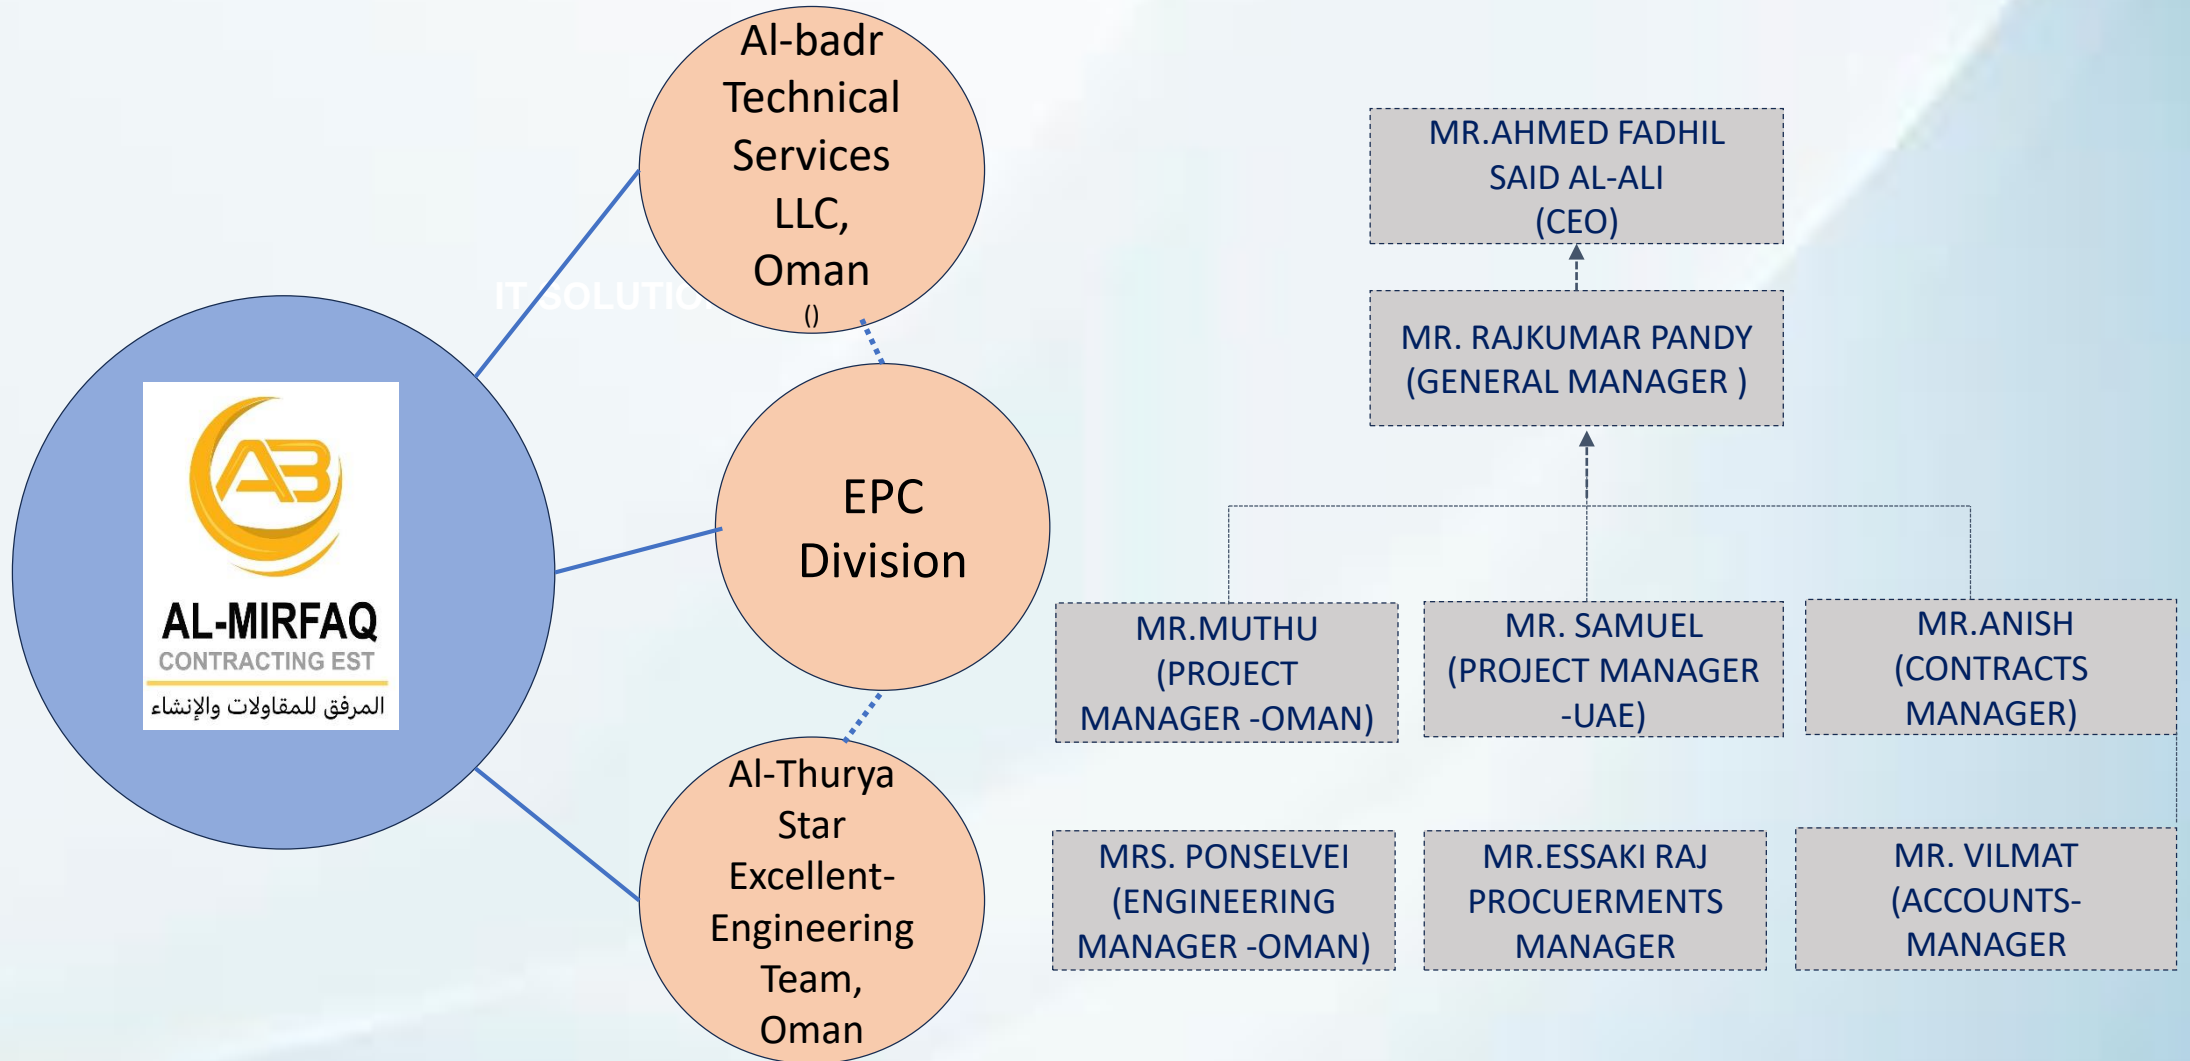 Al-badr
Technical
Services
LLC,
Oman
()
IT SOLUTIO
AB
AL-MIRFAQ
CONTRACTING EST
المرفق للمقاولات والإنشاء
EPC
Division
Al-Thurya
Star
Excellent-
Engineering
Team,
Oman
MR.AHMED FADHIL
SAID AL-ALI
(CEO)
MR. RAJKUMAR PANDY
(GENERAL MANAGER )
MR.MUTHU
(PROJECT
MANAGER -OMAN)
MR. SAMUEL
(PROJECT MANAGER
-UAE)
MR.ANISH
(CONTRACTS
MANAGER)
MRS. PONSELVEI
(ENGINEERING
MANAGER -OMAN)
MR.ESSAKI RAJ
PROCUERMENTS
MANAGER
MR. VILMAT
(ACCOUNTS-
MANAGER